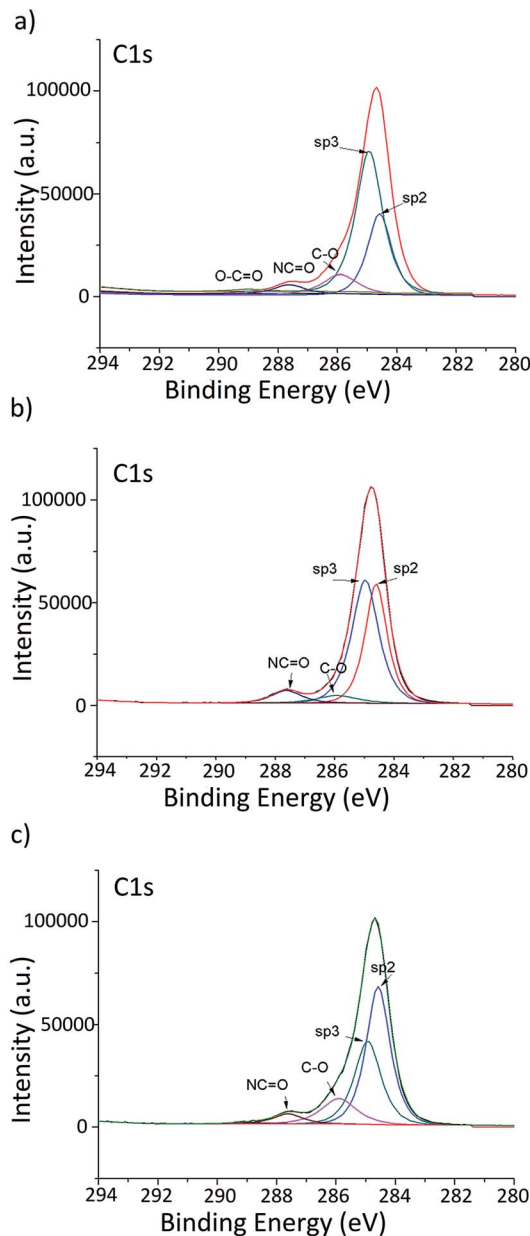 a)
C1s
100000
sp3
50000
sp2
C-O
NC=O
O-C=O
0
294 292 290 288 286 284 282 280
Binding Energy (eV)
Intensity (a.u.)
b)
C1s
100000
sp3
sp2
50000
NC=O
C-O
0
294 292 290 288 286 284 282 280
Binding Energy (eV)
Intensity (a.u.)
c)
C1s
100000
sp2
50000
sp3
C-O
NC=O
0
294 292 290 288 286 284 282 280
Binding Energy (eV)
Intensity (a.u.)